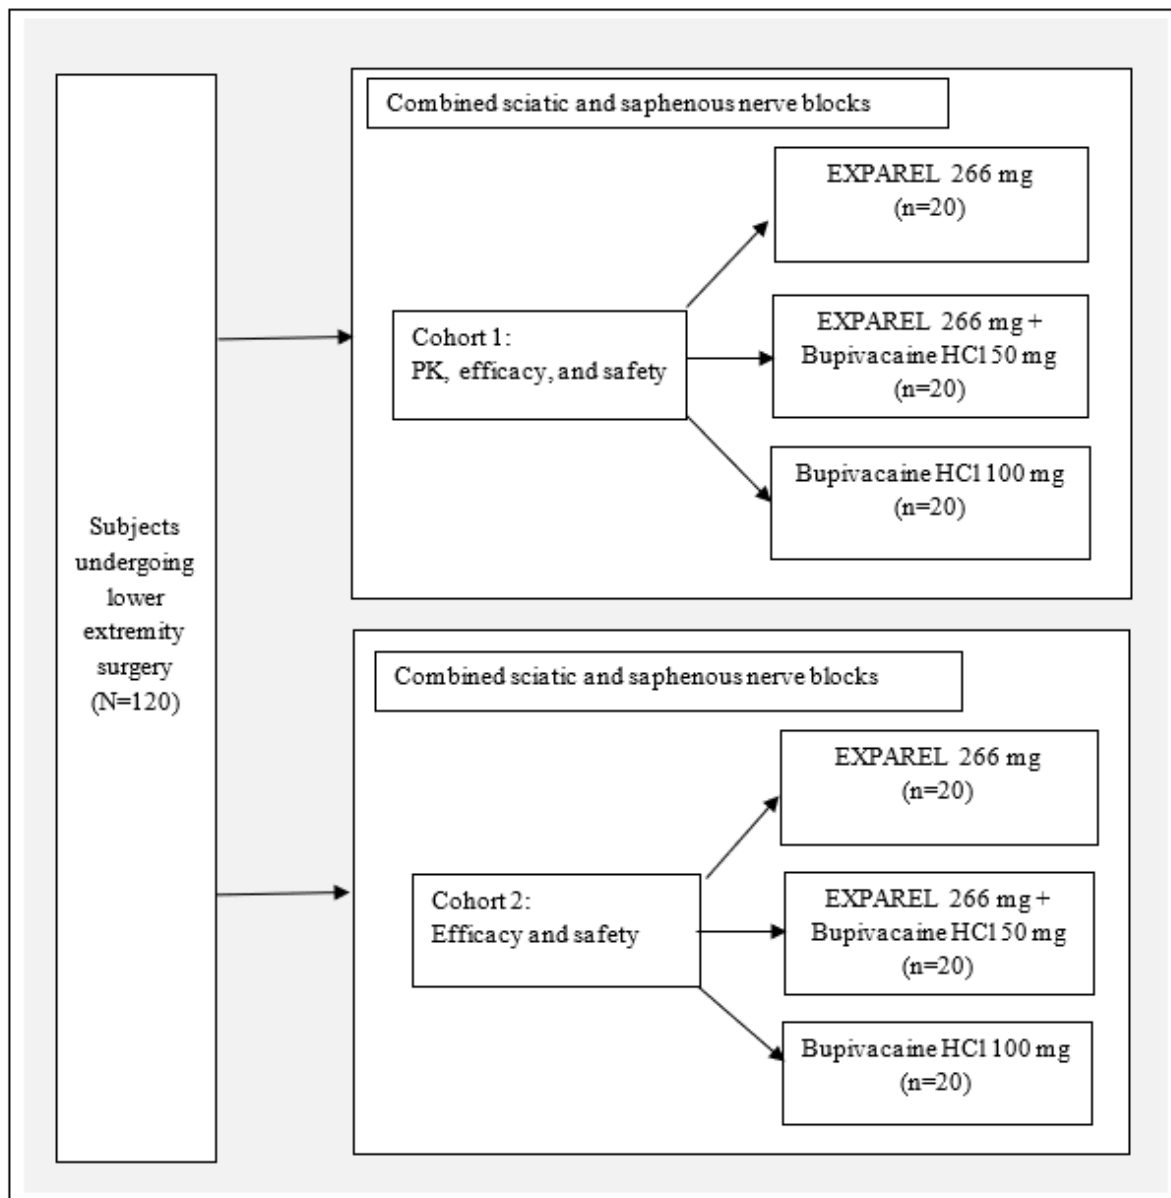 Subjects
undergoing
lower
extremity
surgery
(N=120)
Combined sciatic and saphenous nerve blocks
Cohort 1:
PK, efficacy, and safety
EXPAREL 266 mg
(n=20)
EXPAREL 266 mg +
Bupivacaine HCl 50 mg
(n=20)
Bupivacaine HCl 100 mg
(n=20)
Combined sciatic and saphenous nerve blocks
Cohort 2:
Efficacy and safety
EXPAREL 266 mg
(n=20)
EXPAREL 266 mg +
Bupivacaine HCl 50 mg
(n=20)
Bupivacaine HCl 100 mg
(n=20)